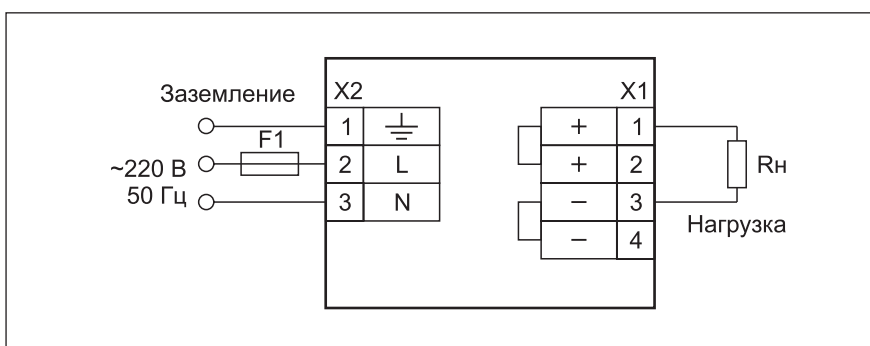 Заземление
X2
X1
1
F1
~220 В
50 Гц
2
L
3
N
+
1
+
2
−
3
−
4
Rн
Нагрузка